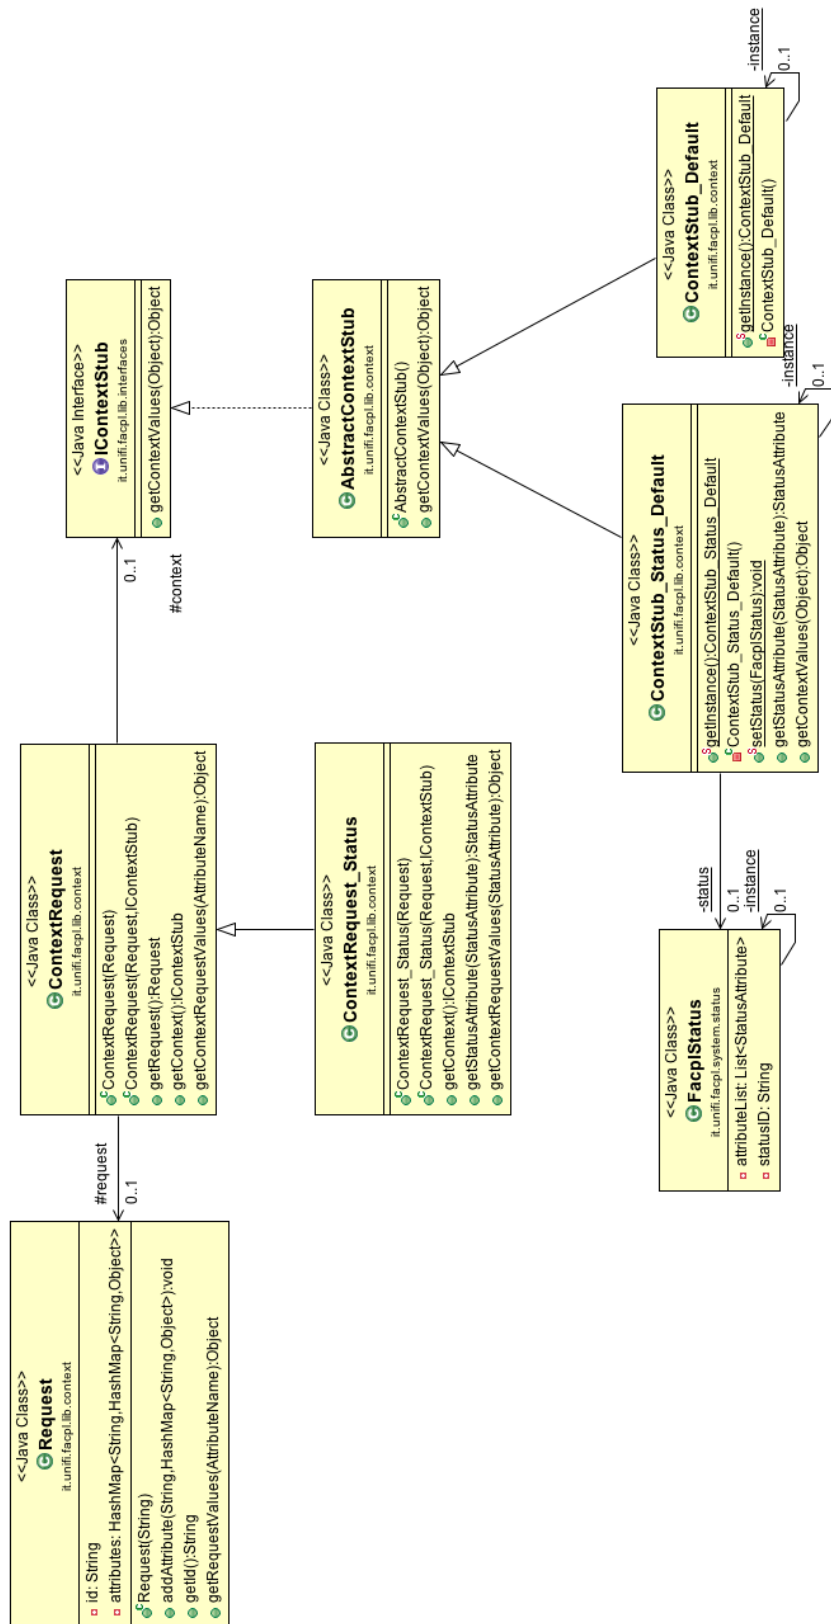 <<Java Class>>
Request
it.unifi.facpl.lib.context
id: String
attributes: HashMap<String,HashMap<String,Object>>
Request(String)
addAttribute(String,HashMap<String,Object>):void
getId():String
getRequestValues(AttributeName):Object
#request
0..1
<<Java Class>>
ContextRequest
it.unifi.facpl.lib.context
ContextRequest(Request)
ContextRequest(Request,IContextStub)
getRequest():Request
getContext():IContextStub
getContextRequestValues(AttributeName):Object
0..1
#context
<<Java Interface>>
IContextStub
it.unifi.facpl.lib.interfaces
getContextValues(Object):Object
<<Java Class>>
ContextRequest_Status
it.unifi.facpl.lib.context
ContextRequest_Status(Request)
ContextRequest_Status(Request,IContextStub)
getContext():IContextStub
getStatusAttribute(StatusAttribute):StatusAttribute
getContextRequestValues(StatusAttribute):Object
<<Java Class>>
AbstractContextStub
it.unifi.facpl.lib.context
AbstractContextStub()
getContextValues(Object):Object
<<Java Class>>
FacplStatus
it.unifi.facpl.system.status
attributeList: List<StatusAttribute>
statusID: String
-status
0..1
-instance
0..1
<<Java Class>>
ContextStub_Status_Default
it.unifi.facpl.lib.context
getInstance():ContextStub_Status_Default
ContextStub_Status_Default()
setStatus(FacplStatus):void
getStatusAttribute(StatusAttribute):StatusAttribute
getContextValues(Object):Object
-instance
0..1
<<Java Class>>
ContextStub_Default
it.unifi.facpl.lib.context
getInstance():ContextStub_Default
ContextStub_Default()
-instance
0..1